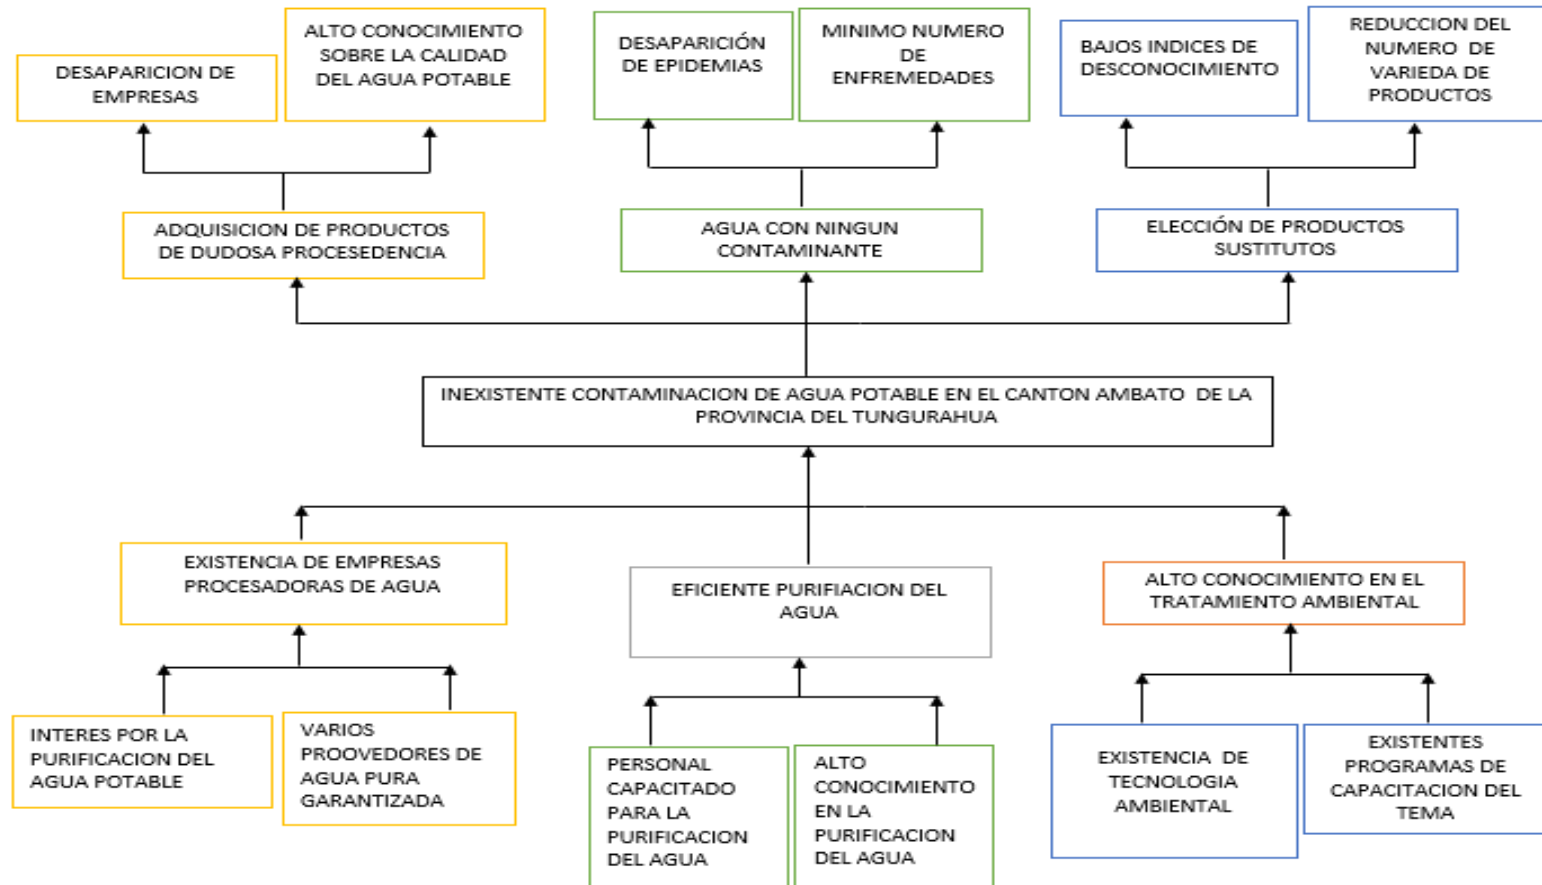 DESAPARICION DE
EMPRESAS
ALTO CONOCIMIENTO
SOBRE LA CALIDAD
DEL AGUA POTABLE
DESAPARICIÓN
DE EPIDEMIAS
MINIMO NUMERO
DE
ENFREMEDADES
BAJOS INDICES DE
DESCONOCIMIENTO
REDUCCION DEL
NUMERO DE
VARIEDA DE
PRODUCTOS
ADQUISICION DE PRODUCTOS
DE DUDOSA PROCESEDENCIA
AGUA CON NINGUN
CONTAMINANTE
ELECCIÓN DE PRODUCTOS
SUSTITUTOS
INEXISTENTE CONTAMINACION DE AGUA POTABLE EN EL CANTON AMBATO DE LA
PROVINCIA DEL TUNGURAHUA
EXISTENCIA DE EMPRESAS
PROCESADORAS DE AGUA
EFICIENTE PURIFIACION DEL
AGUA
ALTO CONOCIMIENTO EN EL
TRATAMIENTO AMBIENTAL
INTERES POR LA
PURIFICACION DEL
AGUA POTABLE
VARIOS
PROOVEDORES DE
AGUA PURA
GARANTIZADA
PERSONAL
CAPACITADO
PARA LA
PURIFICACION
DEL AGUA
ALTO
CONOCIMIENTO
EN LA
PURIFICACION
DEL AGUA
EXISTENCIA DE
TECNOLOGIA
AMBIENTAL
EXISTENTES
PROGRAMAS DE
CAPACITACION DEL
TEMA